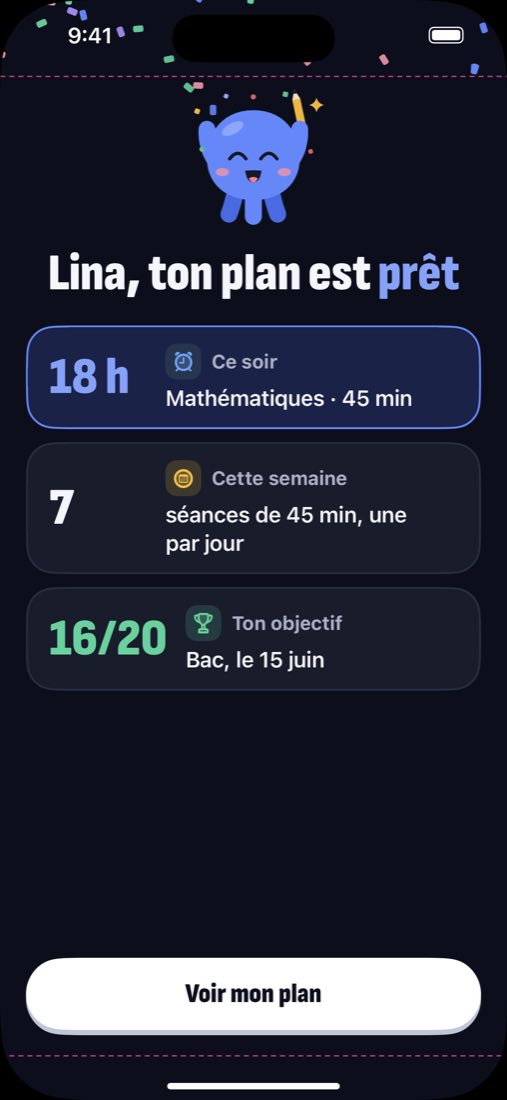 9:41
Lina, ton plan est prêt
18 h
Ce soir
Mathématiques · 45 min
7
Cette semaine
séances de 45 min, une
par jour
16/20
Ton objectif
Bac, le 15 juin
Voir mon plan